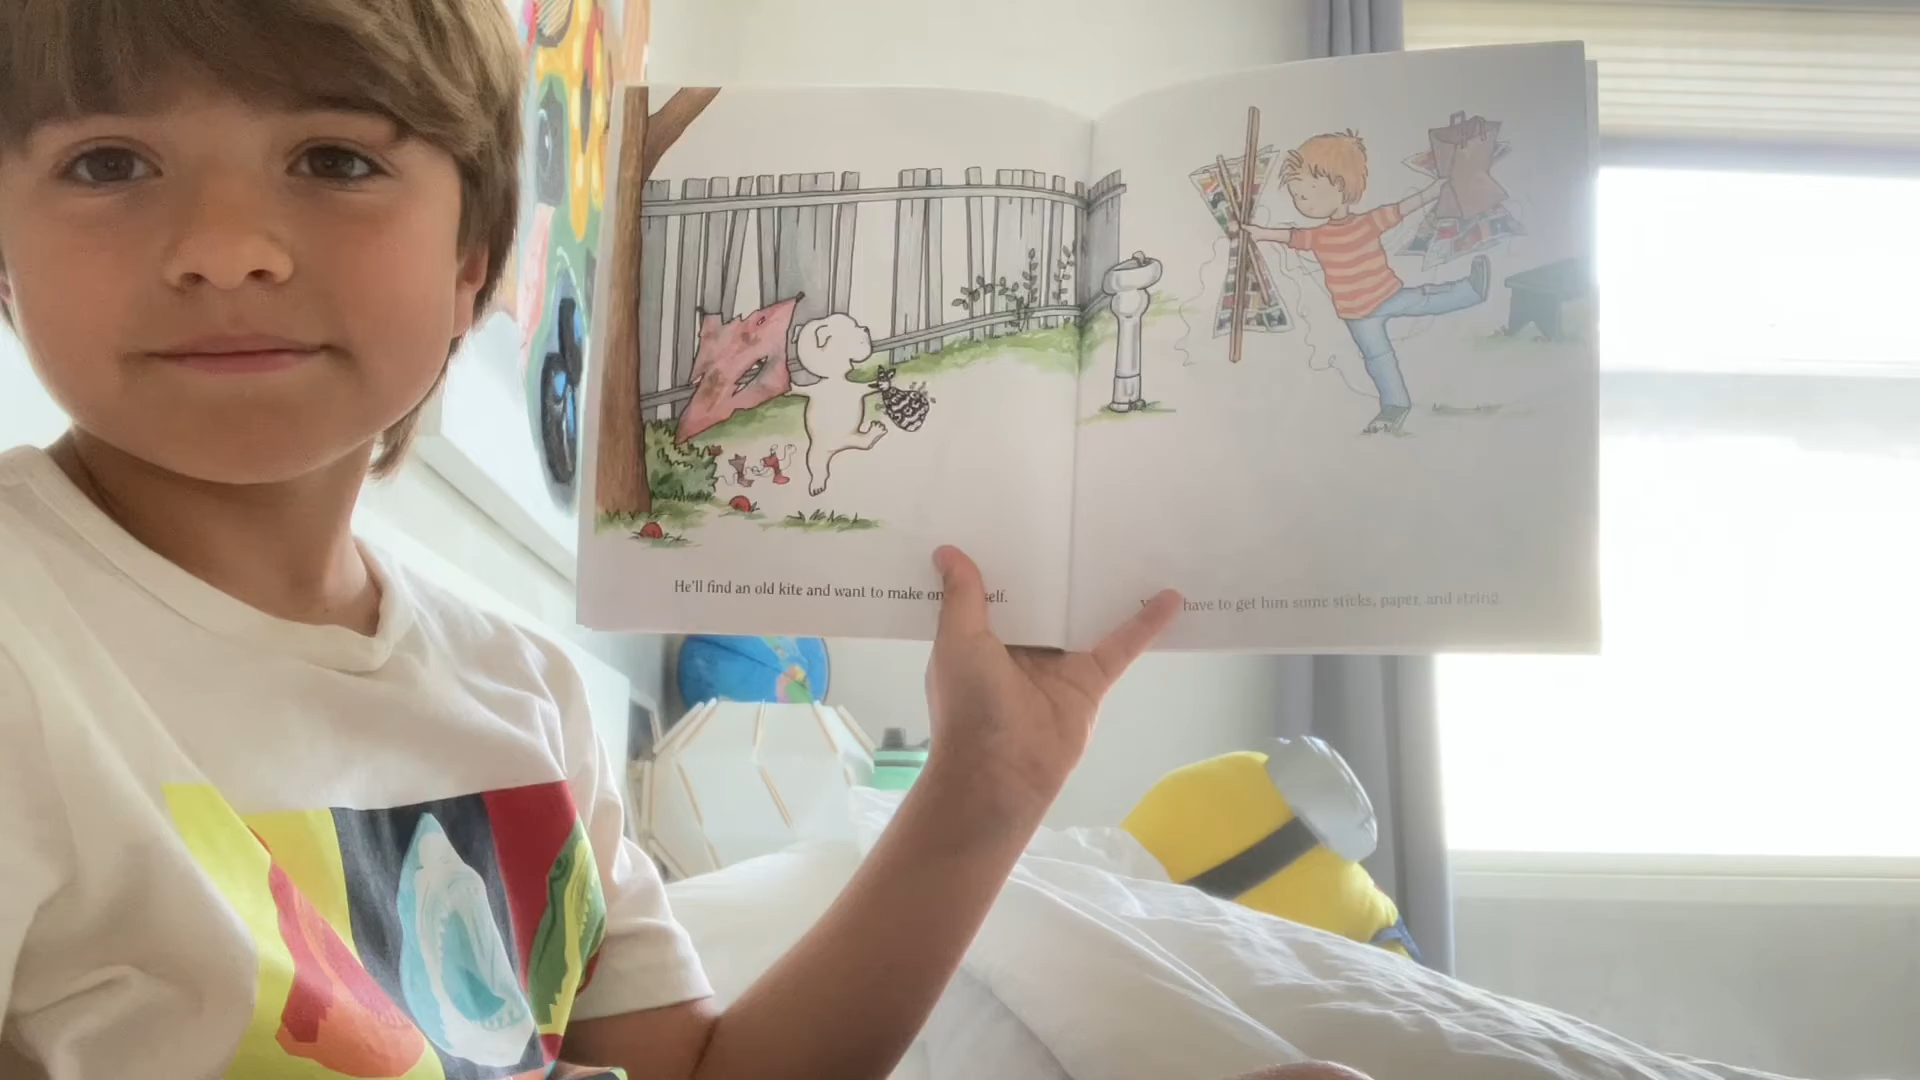 He'll find an old kite and want to make on self.
have to get him some sticks, paper, and string.